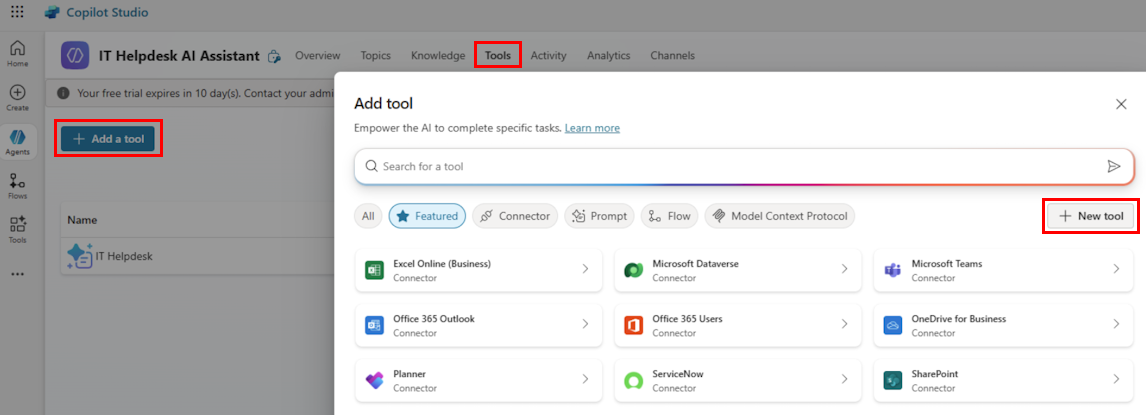 Copilot Studio
Home
Create
Agents
Flows
Tools
IT Helpdesk AI Assistant
Overview Topics Knowledge Tools Activity Analytics Channels
Your free trial expires in 10 day(s). Contact your admi
+ Add a tool
Name
IT Helpdesk
Add tool
Empower the AI to complete specific tasks. Learn more
Search for a tool
All Featured Connector Prompt Flow Model Context Protocol + New tool
Excel Online (Business)
Connector
Microsoft Dataverse
Connector
Microsoft Teams
Connector
Office 365 Outlook
Connector
Office 365 Users
Connector
OneDrive for Business
Connector
Planner
Connector
ServiceNow
Connector
SharePoint
Connector